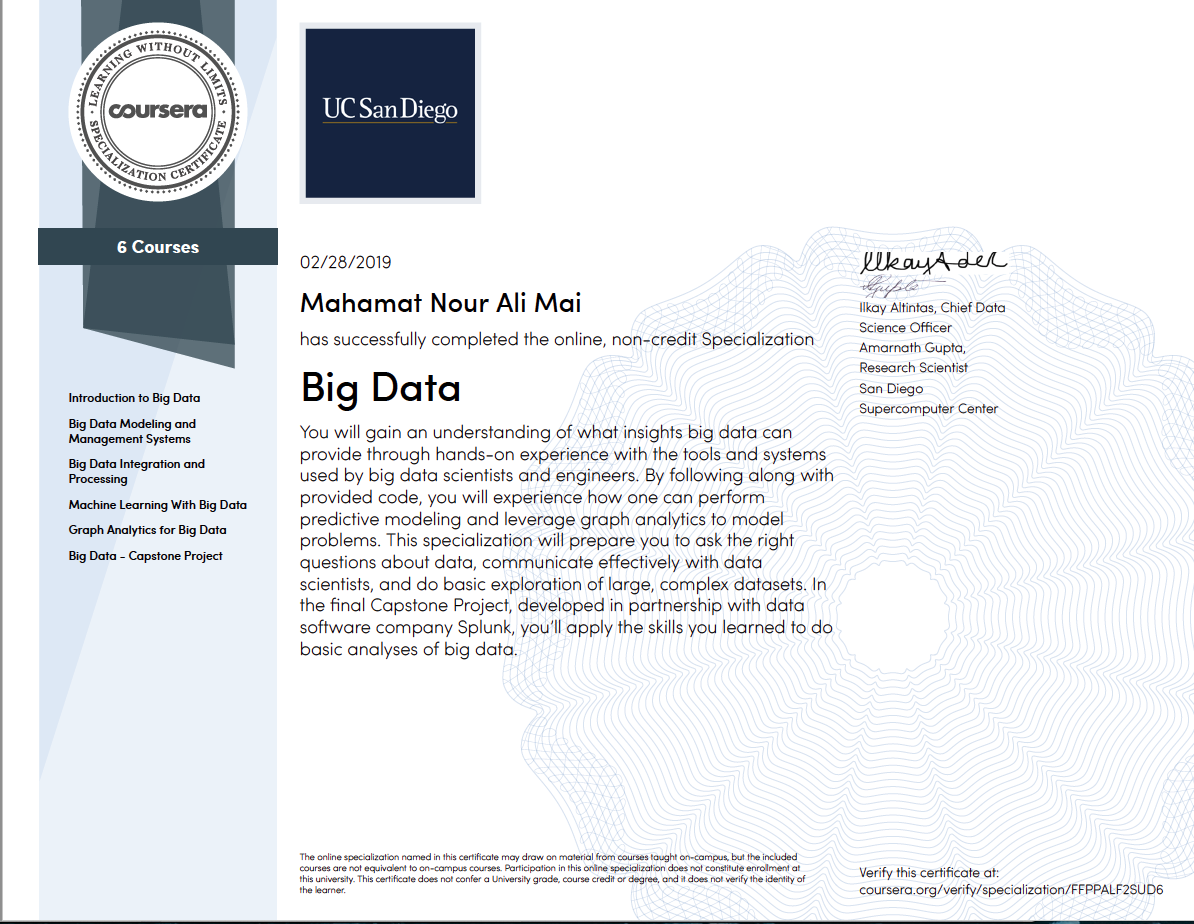 LEARNING WITHOUT LIMITS
coursera
SPECIALIZATION CERTIFICATE
UC San Diego
6 Courses
Introduction to Big Data
Big Data Modeling and
Management Systems
Big Data Integration and
Processing
Machine Learning With Big Data
Graph Analytics for Big Data
Big Data - Capstone Project
02/28/2019
Mahamat Nour Ali Mai
has successfully completed the online, non-credit Specialization
Big Data
You will gain an understanding of what insights big data can
provide through hands-on experience with the tools and systems
used by big data scientists and engineers. By following along with
provided code, you will experience how one can perform
predictive modeling and leverage graph analytics to model
problems. This specialization will prepare you to ask the right
questions about data, communicate effectively with data
scientists, and do basic exploration of large, complex datasets. In
the final Capstone Project, developed in partnership with data
software company Splunk, you’ll apply the skills you learned to do
basic analyses of big data.
Ilkay Altintas, Chief Data
Science Officer
Amarnath Gupta,
Research Scientist
San Diego
Supercomputer Center
The online specialization named in this certificate may draw on material from courses taught on-campus, but the included
courses are not equivalent to on-campus courses. Participation in this online specialization does not constitute enrollment at
this university. This certificate does not confer a University grade, course credit or degree, and it does not verify the identity of
the learner.
Verify this certificate at:
coursera.org/verify/specialization/FFPPALF2SUD6